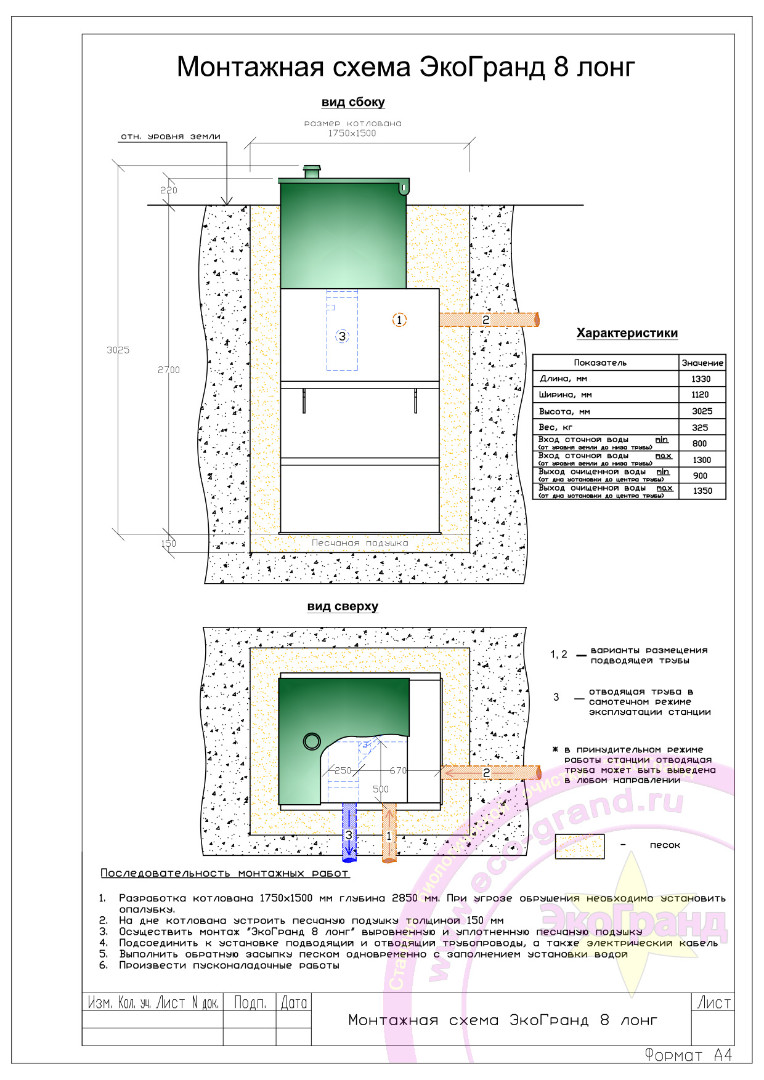 Монтажная схема ЭкоГранд 8 лонг
вид сбоку
размер котлована
1750х1500
отн. уровня земли
220
3025
2700
150
1
2
3
Песчаная подушка
Характеристики
Показатель Значение
Длина, мм 1330
Ширина, мм 1120
Высота, мм 3025
Вес, кг 325
Вход сточной воды min 800
(от уровня земли до низа трубы)
Вход сточной воды max 1300
(от уровня земли до низа трубы)
Выход очищенной воды min 900
(от дна установки до центра трубы)
Выход очищенной воды max 1350
(от дна установки до центра трубы)
вид сверху
1, 2 — варианты размещения
подводящей трубы
3 — отводящая труба в
самотечном режиме
эксплуатации станции
* в принудительном режиме
работы станции отводящая
труба может быть выведена
в любом направлении
3
250
670
500
2
3
1
- песок
www.eco-grand.ru
ЭкоГранд
Последовательность монтажных работ
1. Разработка котлована 1750х1500 мм глубина 2850 мм. При угрозе обрушения необходимо установить
опалубку.
2. На дне котлована устроить песчаную подушку толщиной 150 мм
3. Осуществить монтаж "ЭкоГранд 8 лонг" выровненную и уплотненную песчаную подушку
4. Подсоединить к установке подводящий и отводящий трубопроводы, а также электрический кабель
5. Выполнить обратную засыпку песком одновременно с заполнением установки водой
6. Произвести пусконаладочные работы
Изм. Кол. уч. Лист N док. Подп. Дата
Монтажная схема ЭкоГранд 8 лонг
Лист
Формат А4